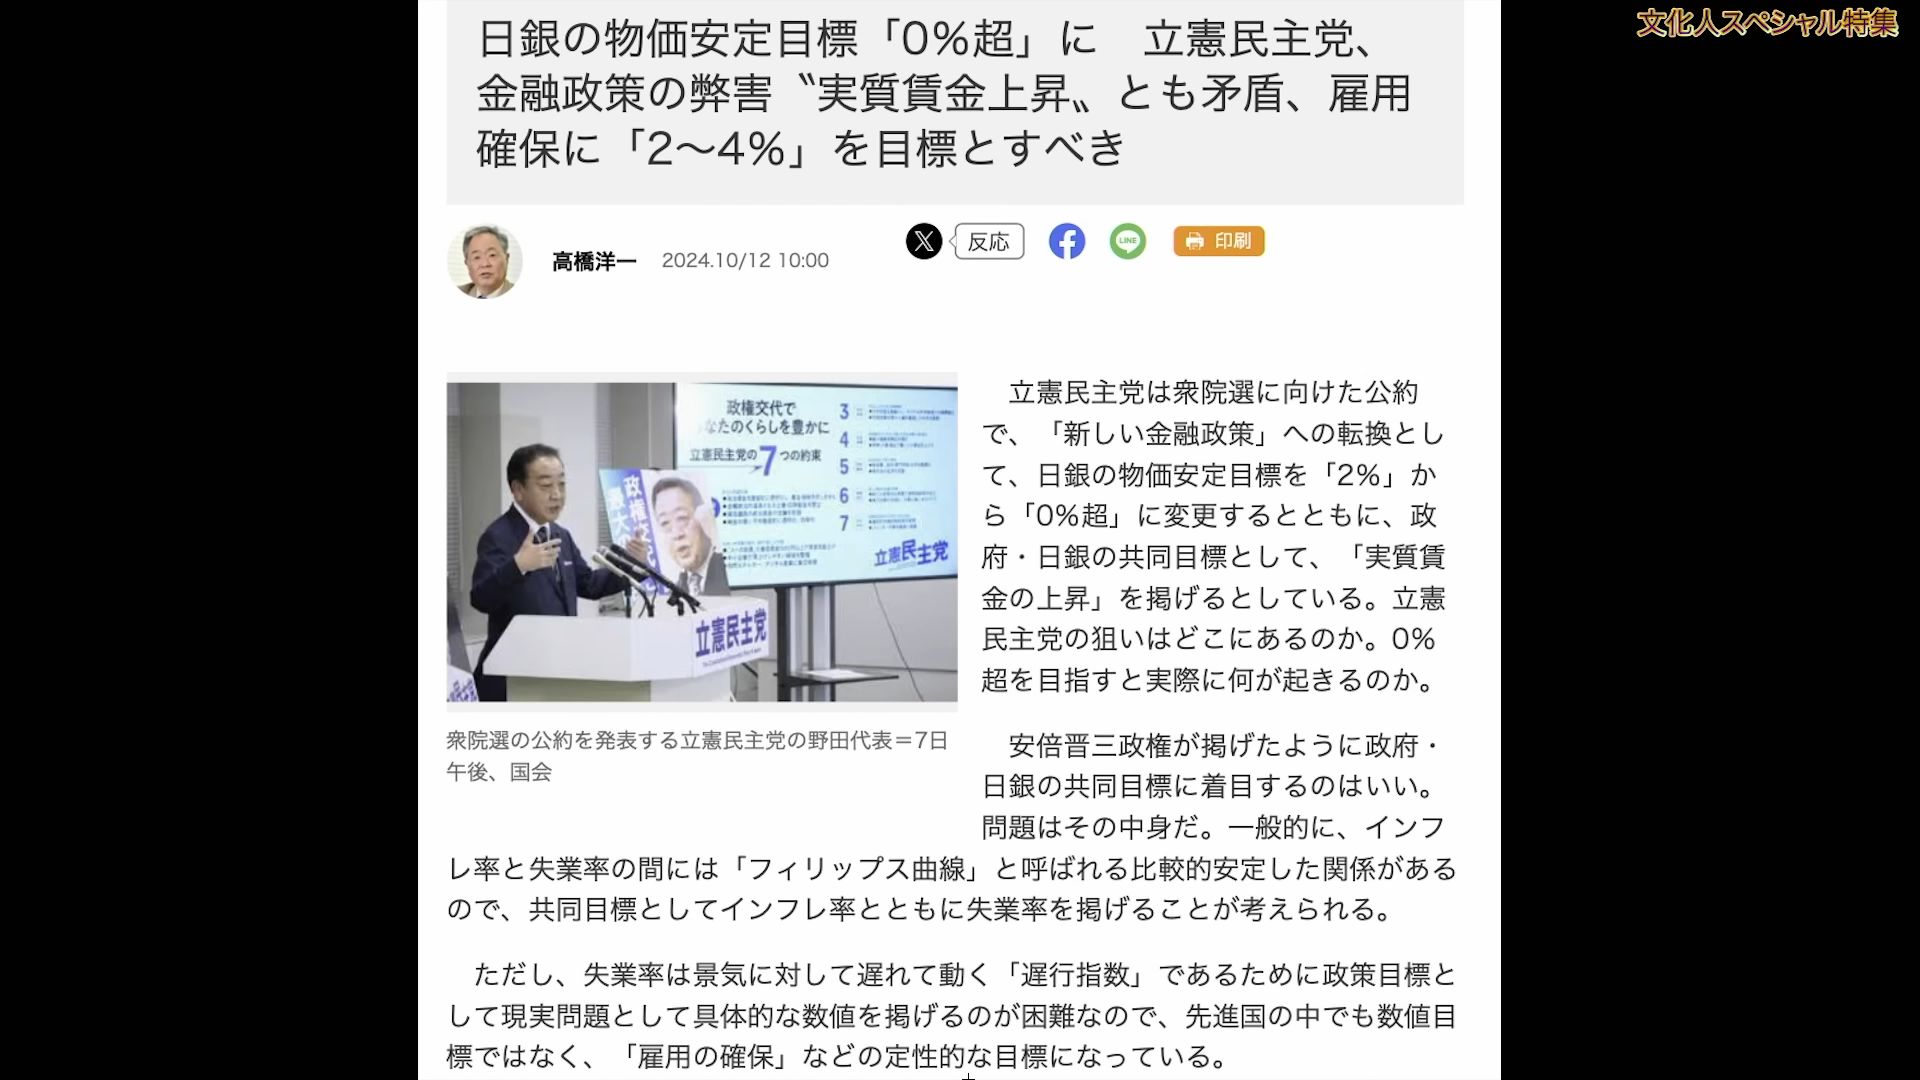 文化人スペシャル特集
日銀の物価安定目標「0％超」に　立憲民主党、
金融政策の弊害〝実質賃金上昇〟とも矛盾、雇用
確保に「2～4％」を目標とすべき
高橋洋一 2024.10/12 10:00
反応
LINE
印刷
政権交代で
なたのくらしを豊かに
立憲民主党の7つの約束
3
4
5
6
7
立憲民主党
立憲民主党
衆院選の公約を発表する立憲民主党の野田代表＝7日
午後、国会
立憲民主党は衆院選に向けた公約
で、「新しい金融政策」への転換とし
て、日銀の物価安定目標を「2％」か
ら「0％超」に変更するとともに、政
府・日銀の共同目標として、「実質賃
金の上昇」を掲げるとしている。立憲
民主党の狙いはどこにあるのか。0％
超を目指すと実際に何が起きるのか。
安倍晋三政権が掲げたように政府・
日銀の共同目標に着目するのはいい。
問題はその中身だ。一般的に、インフ
レ率と失業率の間には「フィリップス曲線」と呼ばれる比較的安定した関係がある
ので、共同目標としてインフレ率とともに失業率を掲げることが考えられる。
ただし、失業率は景気に対して遅れて動く「遅行指数」であるために政策目標と
して現実問題として具体的な数値を掲げるのが困難なので、先進国の中でも数値目
標ではなく、「雇用の確保」などの定性的な目標になっている。